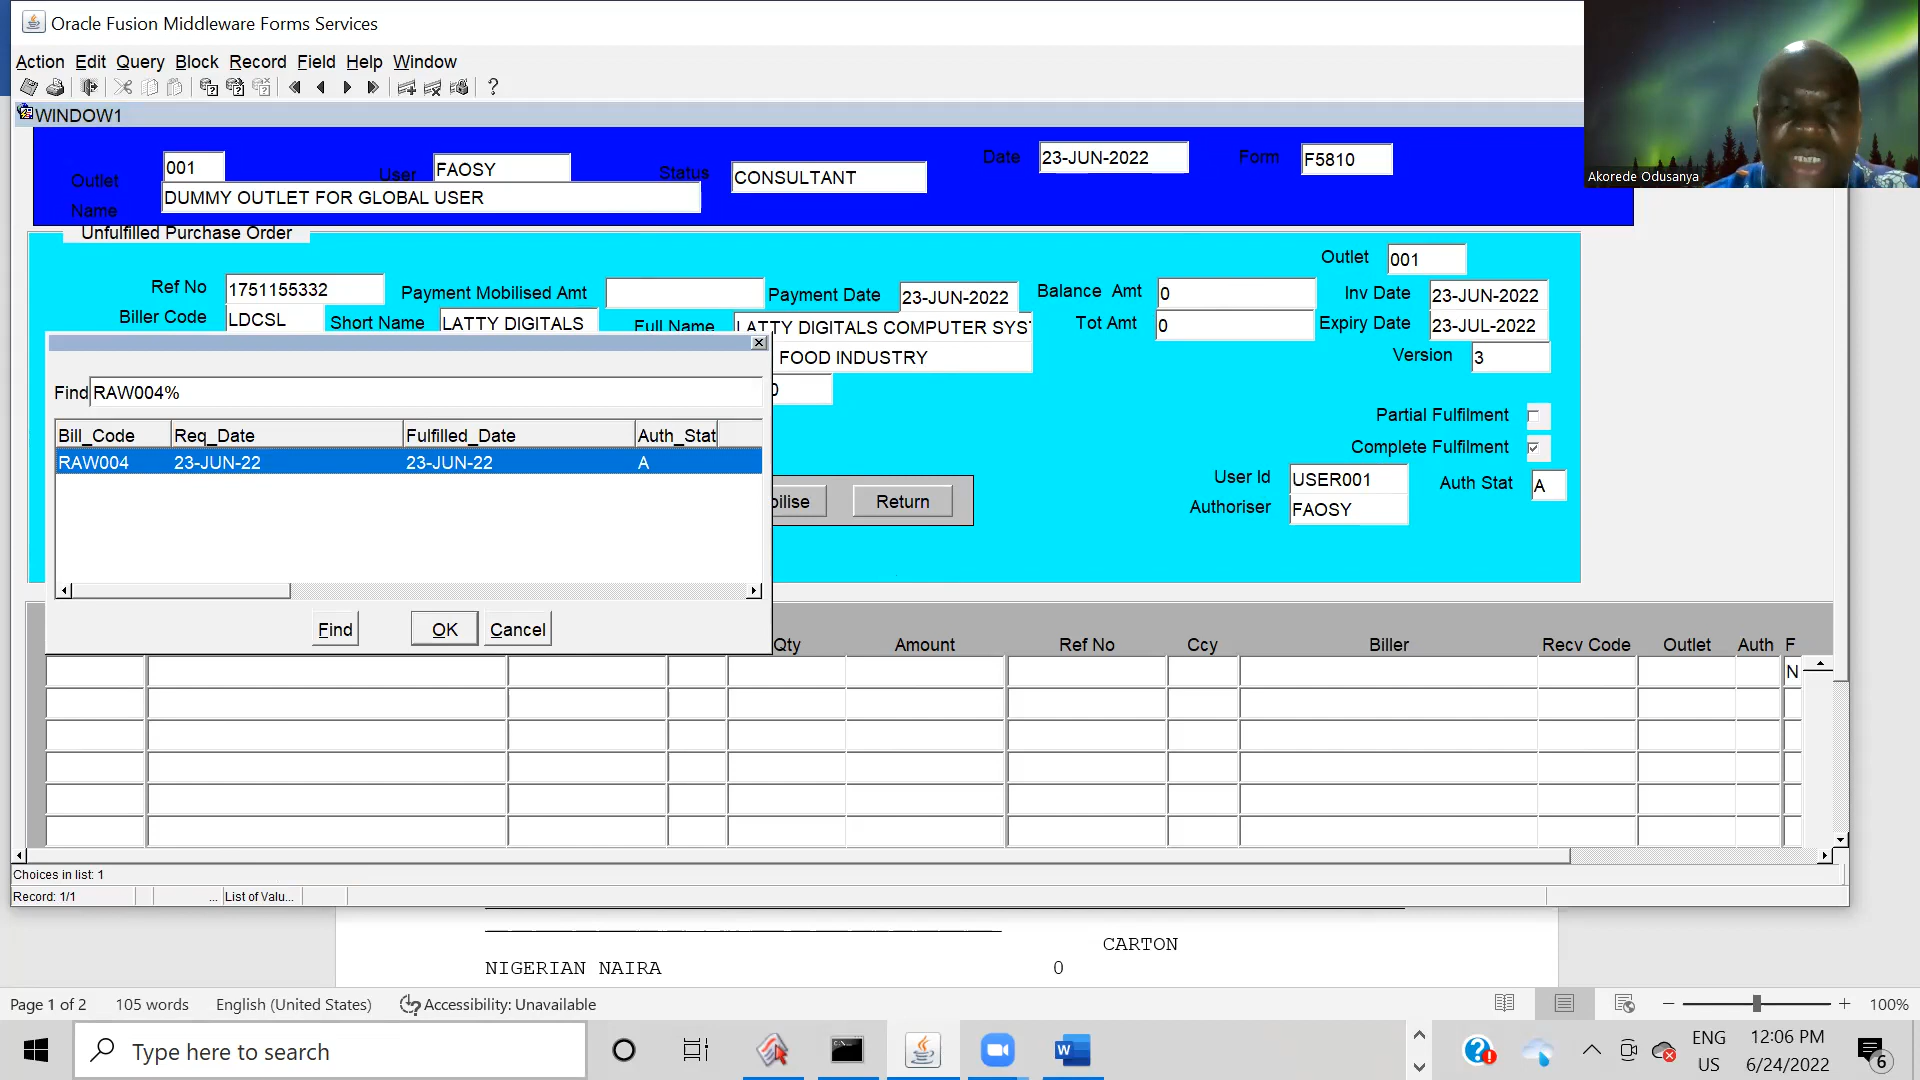 Oracle Fusion Middleware Forms Services
Action Edit Query Block Record Field Help Window
WINDOW1
Akorede Odusanya
Outlet 001 User FAOSY Status CONSULTANT Date 23-JUN-2022 Form F5810
Name DUMMY OUTLET FOR GLOBAL USER
Unfulfilled Purchase Order
Outlet 001
Ref No 1751155332 Payment Mobilised Amt Payment Date 23-JUN-2022 Balance Amt 0 Inv Date 23-JUN-2022
Biller Code LDCSL Short Name LATTY DIGITALS Full Name LATTY DIGITALS COMPUTER SYS Tot Amt 0 Expiry Date 23-JUL-2022
FOOD INDUSTRY Version 3
Find RAW004% 0
Partial Fulfilment
Bill_Code Req_Date Fulfilled_Date Auth_Stat
Complete Fulfilment
RAW004 23-JUN-22 23-JUN-22 A
User Id USER001 Auth Stat A
bilise Return
Authoriser FAOSY
Find OK Cancel
Qty Amount Ref No Ccy Biller Recv Code Outlet Auth F
N
Choices in list: 1
Record: 1/1 ... List of Valu...
CARTON
NIGERIAN NAIRA 0
Page 1 of 2 105 words English (United States) Accessibility: Unavailable 100%
Type here to search
ENG 12:06 PM
US 6/24/2022 6